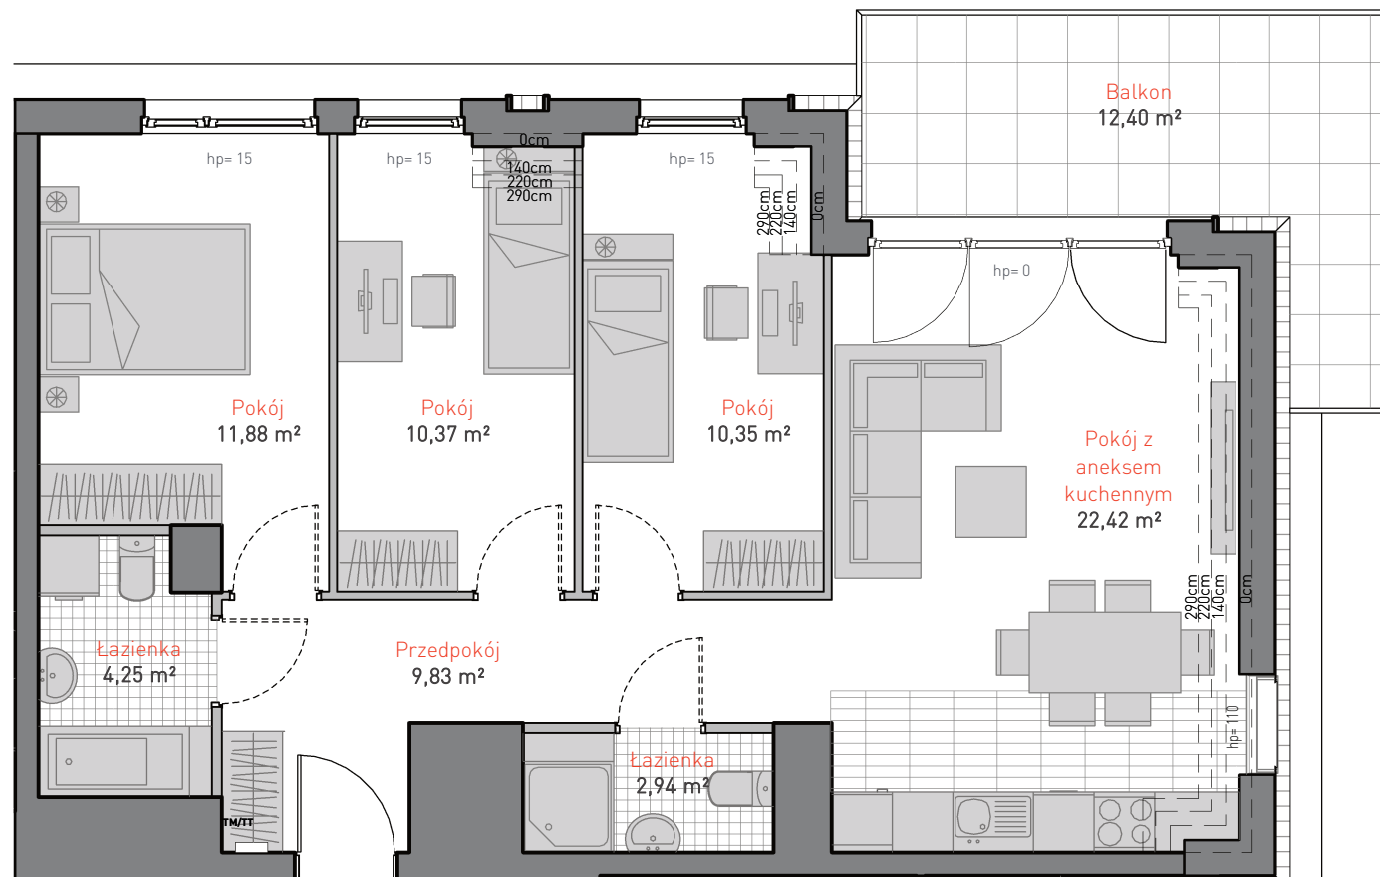 Balkon
12,40 m²
0cm
hp= 15
hp= 15
140cm
220cm
290cm
hp= 15
290cm
220cm
140cm
0cm
hp= 0
Pokój
11,88 m²
Pokój
10,37 m²
Pokój
10,35 m²
Pokój z
aneksem
kuchennym
22,42 m²
290cm
220cm
140cm
0cm
Łazienka
4,25 m²
Przedpokój
9,83 m²
hp= 110
Łazienka
2,94 m²
TM/TT